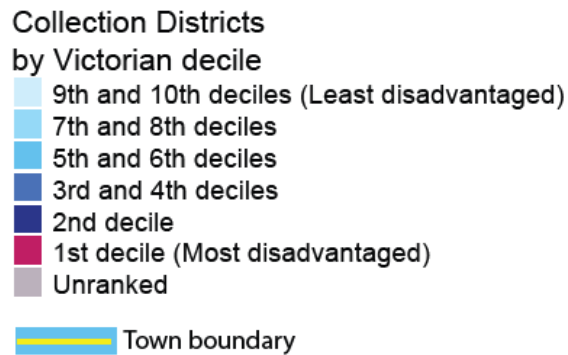 Collection Districts
by Victorian decile
9th and 10th deciles (Least disadvantaged)
7th and 8th deciles
5th and 6th deciles
3rd and 4th deciles
2nd decile
1st decile (Most disadvantaged)
Unranked
Town boundary